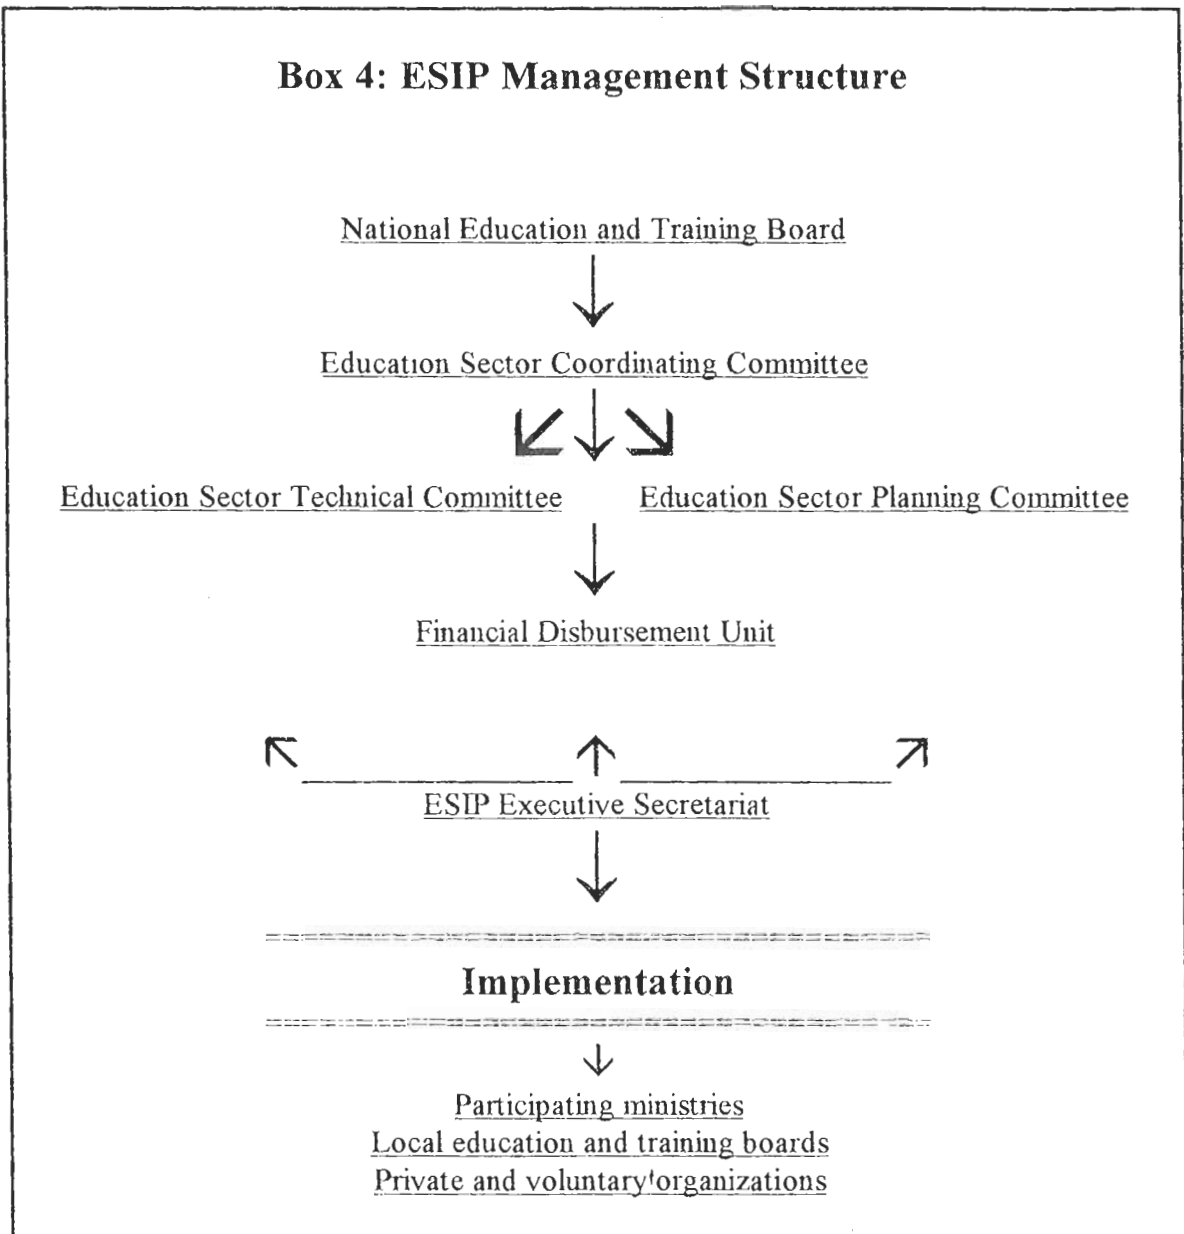 Box 4: ESIP Management Structure
National Education and Training Board
Education Sector Coordinating Committee
Education Sector Technical Committee Education Sector Planning Committee
Financial Disbursement Unit
ESIP Executive Secretariat
Implementation
Participating ministries
Local education and training boards
Private and voluntary organizations